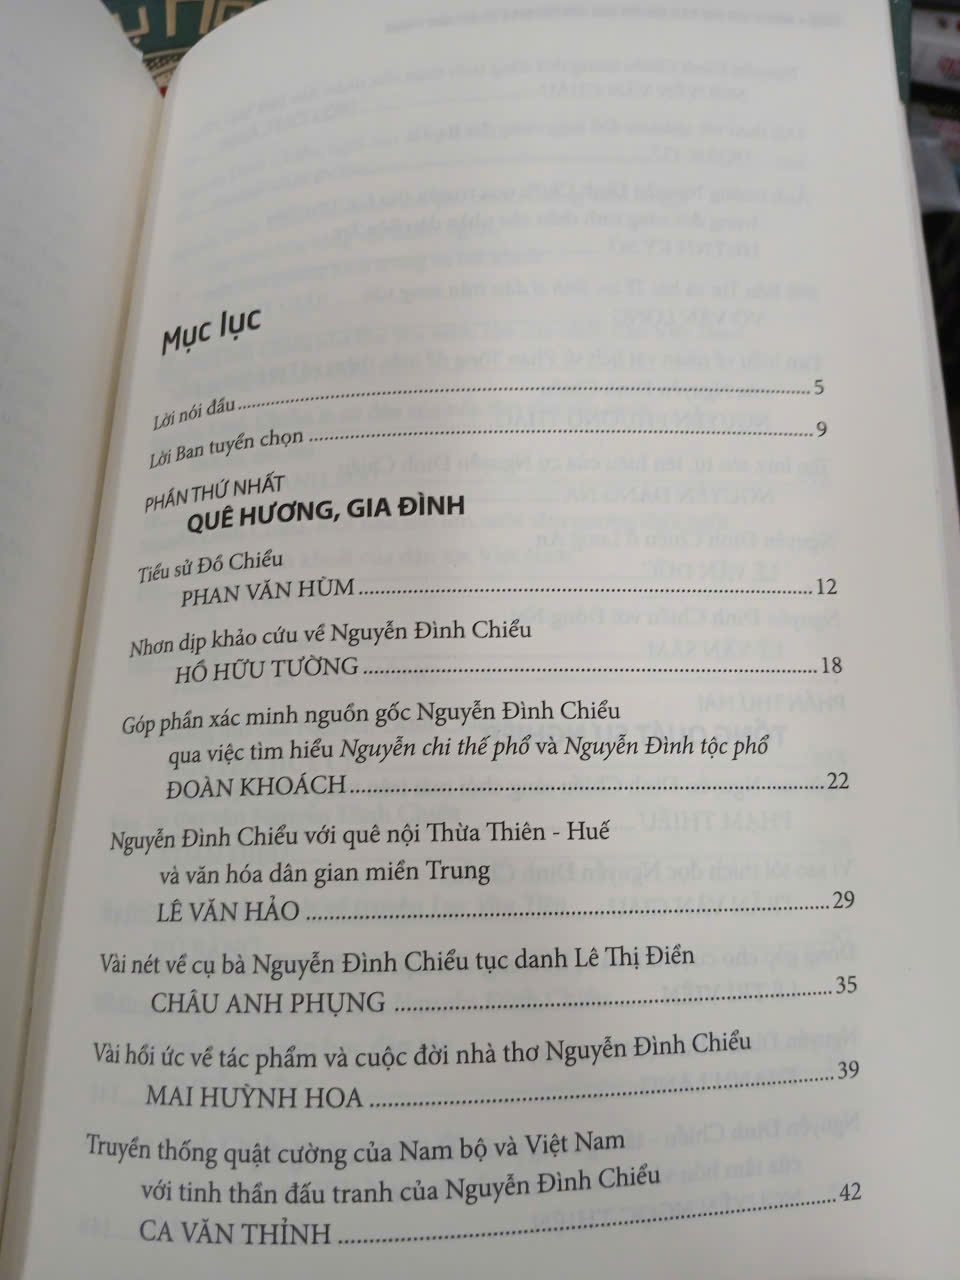 Mục lục
Lời nói đầu 5
Lời Ban tuyển chọn 9
PHẦN THỨ NHẤT
QUÊ HƯƠNG, GIA ĐÌNH
Tiểu sử Đồ Chiểu
PHAN VĂN HÙM 12
Nhơn dịp khảo cứu về Nguyễn Đình Chiểu
HỒ HỮU TƯỜNG 18
Góp phần xác minh nguồn gốc Nguyễn Đình Chiểu
qua việc tìm hiểu Nguyễn chi thế phổ và Nguyễn Đình tộc phổ
ĐOÀN KHOÁCH 22
Nguyễn Đình Chiểu với quê nội Thừa Thiên - Huế
và văn hóa dân gian miền Trung
LÊ VĂN HẢO 29
Vài nét về cụ bà Nguyễn Đình Chiểu tục danh Lê Thị Điền
CHÂU ANH PHỤNG 35
Vài hồi ức về tác phẩm và cuộc đời nhà thơ Nguyễn Đình Chiểu
MAI HUỲNH HOA 39
Truyền thống quật cường của Nam bộ và Việt Nam
với tinh thần đấu tranh của Nguyễn Đình Chiểu
CA VĂN THỈNH 42